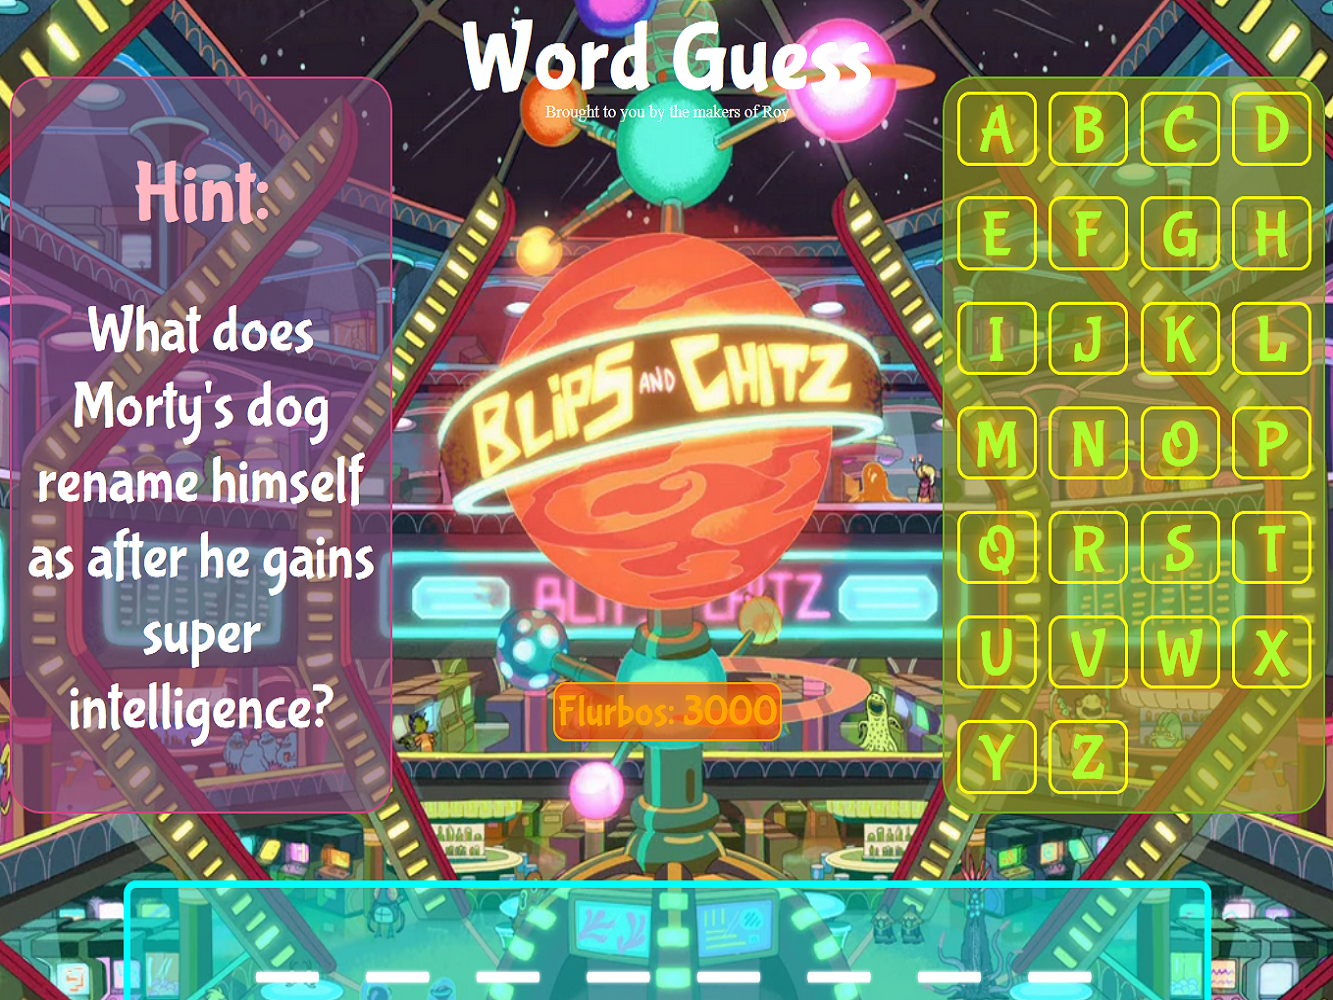 Word Guess
Brought to you by the makers of Roy
Hint:
What does
Morty's dog
rename himself
as after he gains
super
intelligence?
BLIPS AND CHITZ
Flurbos: 3000
A B C D
E F G H
I J K L
M N O P
Q R S T
U V W X
Y Z